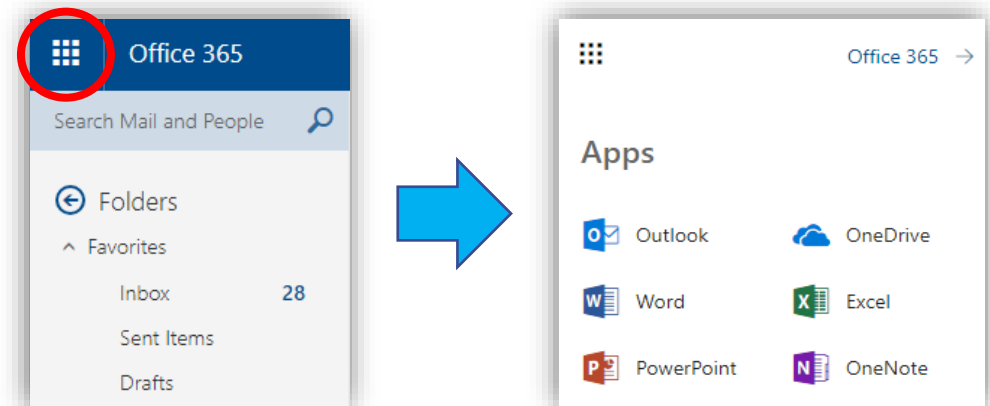 Office 365
Search Mail and People
Folders
Favorites
Inbox 28
Sent Items
Drafts
Office 365
Apps
Outlook OneDrive
Word Excel
PowerPoint OneNote